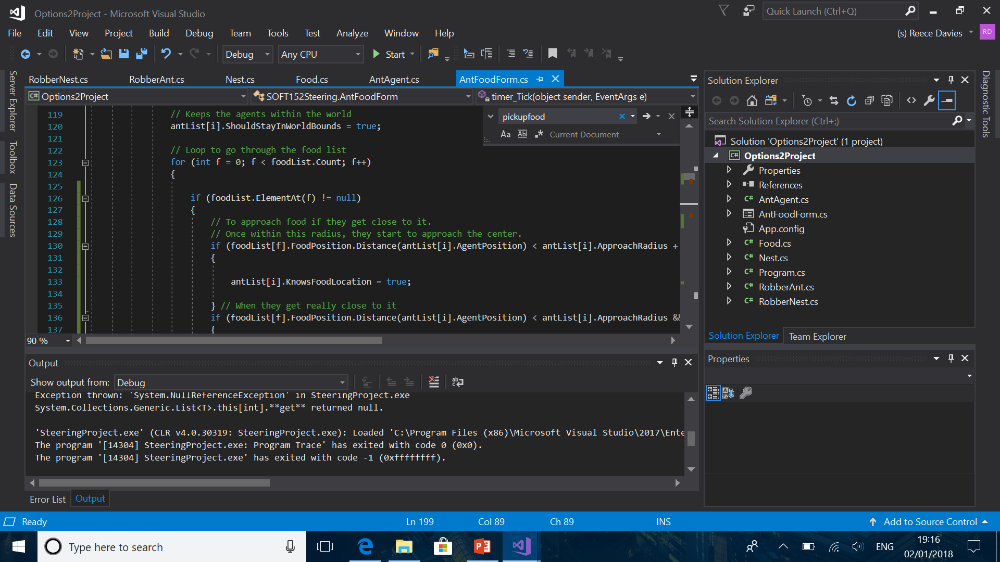 Options2Project - Microsoft Visual Studio
Quick Launch (Ctrl+Q)
File Edit View Project Build Debug Team Tools Test Analyze Window Help
(s) Reece Davies RD
Debug Any CPU Start
RobberNest.cs RobberAnt.cs Nest.cs Food.cs AntAgent.cs AntFoodForm.cs
Options2Project SOFT152Steering.AntFoodForm timer_Tick(object sender, EventArgs e)
Server Explorer
Toolbox
Data Sources
pickupfood
Aa Abl Current Document
119 // Keeps the agents within the world
120 antList[i].ShouldStayInWorldBounds = true;
121
122 // Loop to go through the food list
123 for (int f = 0; f < foodList.Count; f++)
124 {
125
126 if (foodList.ElementAt(f) != null)
127 {
128 // To approach food if they get close to it.
129 // Once within this radius, they start to approach the center.
130 if (foodList[f].FoodPosition.Distance(antList[i].AgentPosition) < antList[i].ApproachRadius +
131 {
132
133 antList[i].KnowsFoodLocation = true;
134
135 } // When they get really close to it
136 if (foodList[f].FoodPosition.Distance(antList[i].AgentPosition) < antList[i].ApproachRadius &&
137 {
90 %
Output
Show output from: Debug
Exception thrown: 'System.NullReferenceException' in SteeringProject.exe
System.Collections.Generic.List<T>.this[int].**get** returned null.
'SteeringProject.exe' (CLR v4.0.30319: SteeringProject.exe): Loaded 'C:\Program Files (x86)\Microsoft Visual Studio\2017\Ente
The program '[14304] SteeringProject.exe: Program Trace' has exited with code 0 (0x0).
The program '[14304] SteeringProject.exe' has exited with code -1 (0xffffffff).
Error List Output
Solution Explorer
Search Solution Explorer (Ctrl+;)
Solution 'Options2Project' (1 project)
C# Options2Project
Properties
References
C# AntAgent.cs
AntFoodForm.cs
App.config
C# Food.cs
C# Nest.cs
C# Program.cs
C# RobberAnt.cs
C# RobberNest.cs
Solution Explorer Team Explorer
Properties
Diagnostic Tools
Ready Ln 199 Col 89 Ch 89 INS Add to Source Control
Type here to search
ENG
19:16
02/01/2018